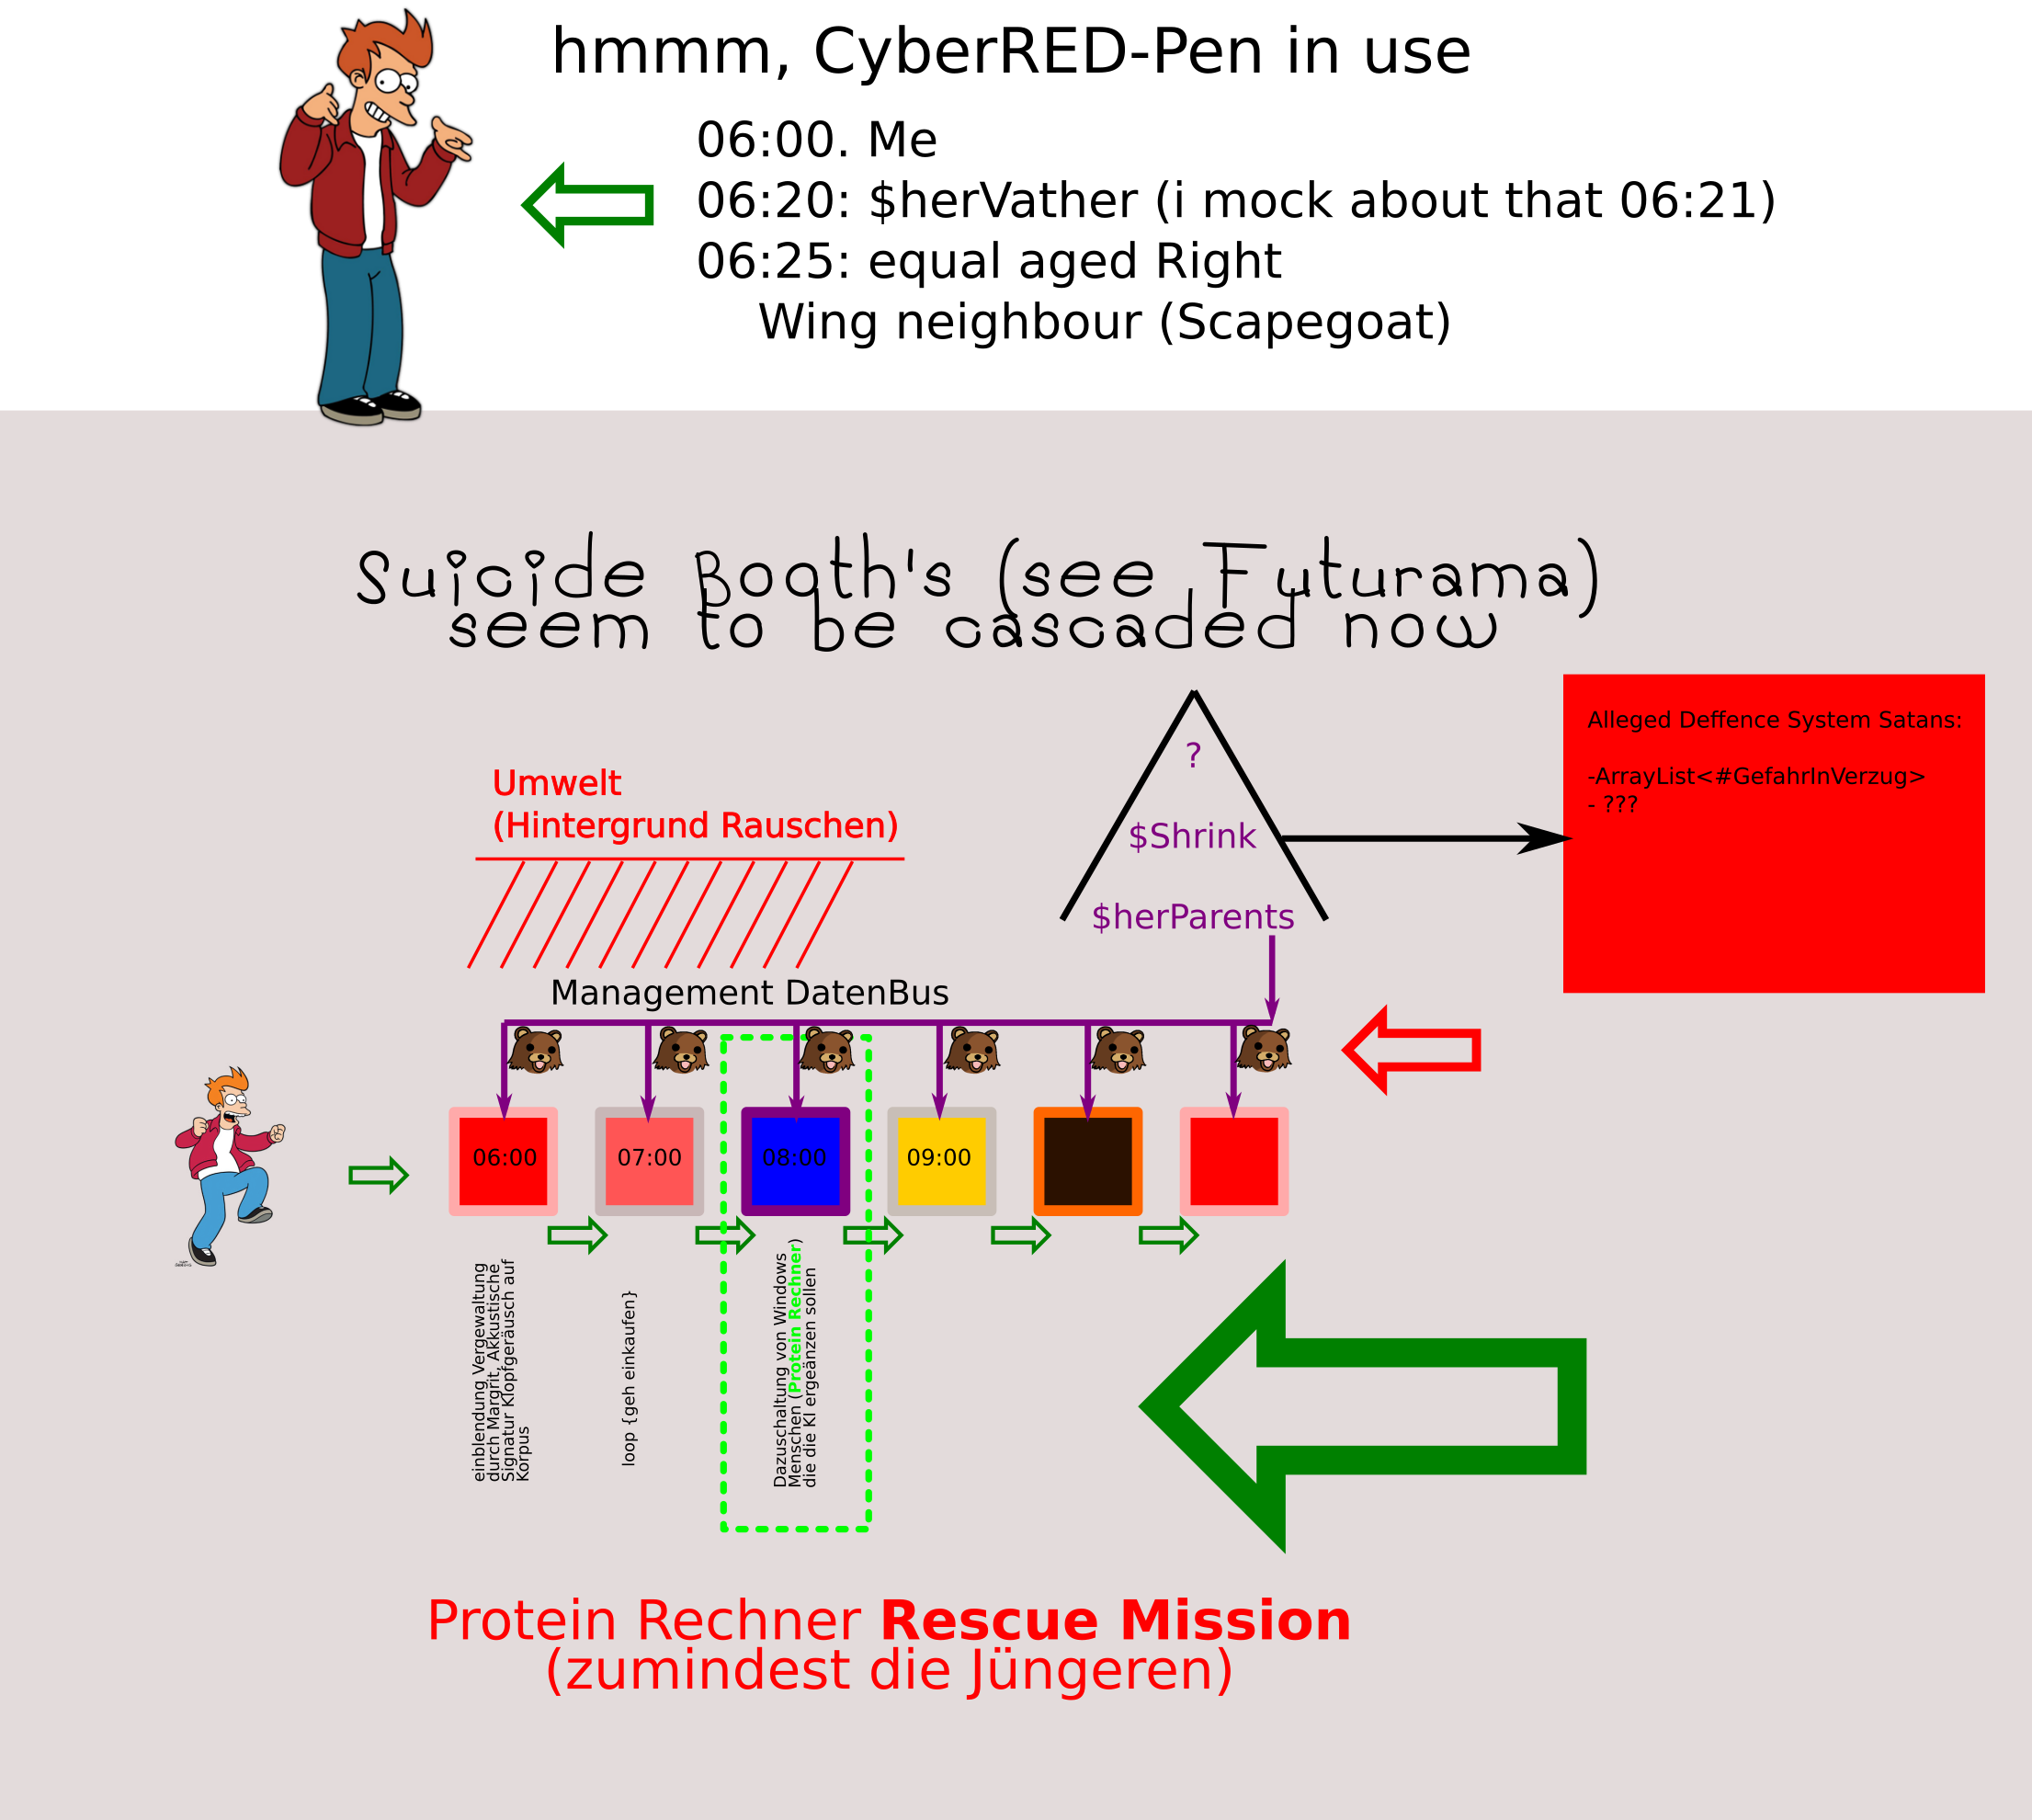 hmmm, CyberRED-Pen in use
06:00. Me
06:20: $herVather (i mock about that 06:21)
06:25: equal aged Right
Wing neighbour (Scapegoat)
Suicide Booth's (see Futurama)
seem to be cascaded now
Alleged Deffence System Satans:
-ArrayList<#GefahrInVerzug>
- ???
?
$Shrink
$herParents
Umwelt
(Hintergrund Rauschen)
Management DatenBus
06:00
07:00
08:00
09:00
einblendung Vergewaltung
durch Margrit, Akkustische
Signatur Klopfgeräusch auf
Korpus
loop {geh einkaufen}
Dazuschaltung von Windows
Menschen (Protein Rechner)
die die KI ergeänzen sollen
Protein Rechner Rescue Mission
(zumindest die Jüngeren)